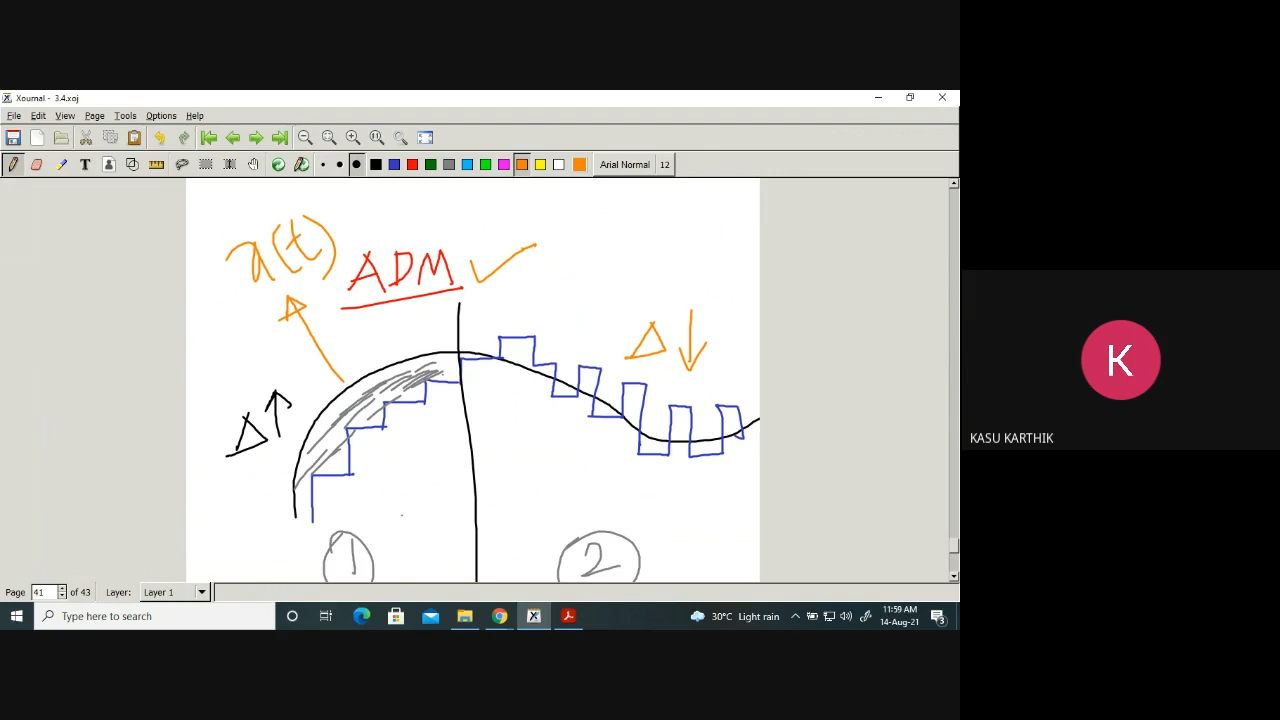 Xournal - 3.4.xoj
File Edit View Page Tools Options Help
T Arial Normal 12
x(t)
ADM ✓
Δ ↓
Δ↑
1 2
Page 41 of 43 Layer: Layer 1
K
KASU KARTHIK
Type here to search
30°C Light rain
11:59 AM
14-Aug-21
3